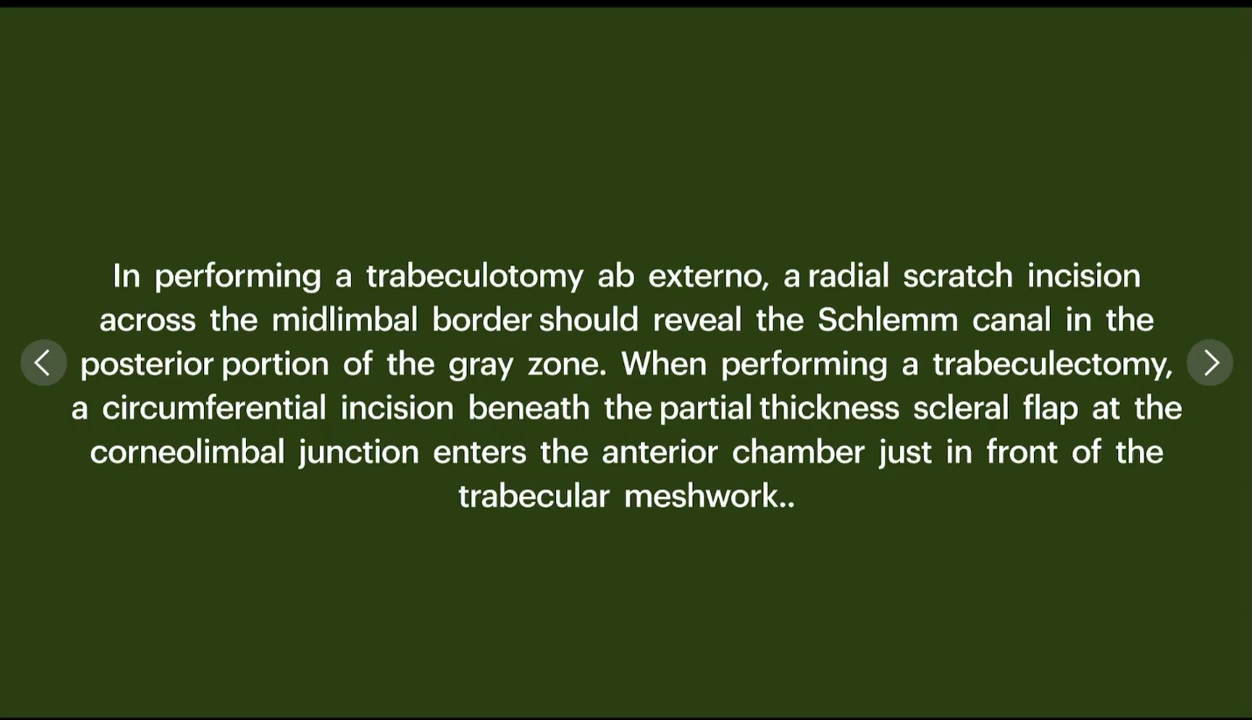 In performing a trabeculotomy ab externo, a radial scratch incision
across the midlimbal border should reveal the Schlemm canal in the
posterior portion of the gray zone. When performing a trabeculectomy,
a circumferential incision beneath the partial thickness scleral flap at the
corneolimbal junction enters the anterior chamber just in front of the
trabecular meshwork..